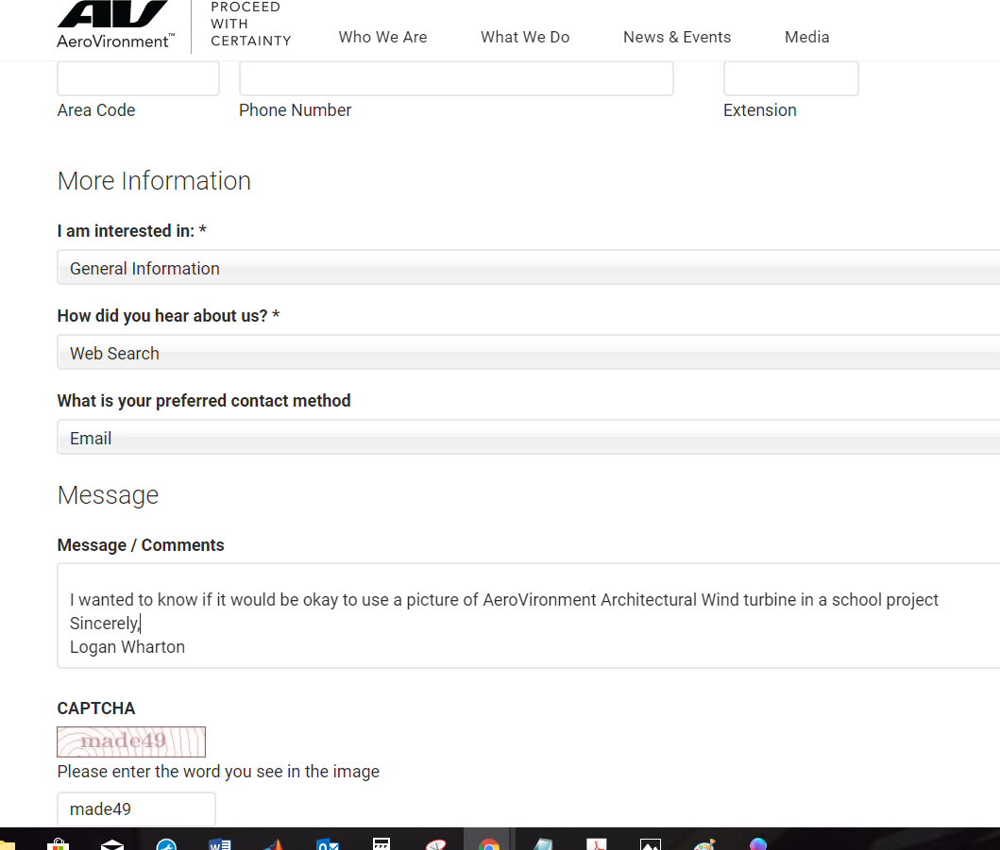 AV
PROCEED
WITH
CERTAINTY
AeroVironment™
Who We Are What We Do News & Events Media
Area Code Phone Number Extension
More Information
I am interested in: *
General Information
How did you hear about us? *
Web Search
What is your preferred contact method
Email
Message
Message / Comments
I wanted to know if it would be okay to use a picture of AeroVironment Architectural Wind turbine in a school project
Sincerely,
Logan Wharton
CAPTCHA
made49
Please enter the word you see in the image
made49